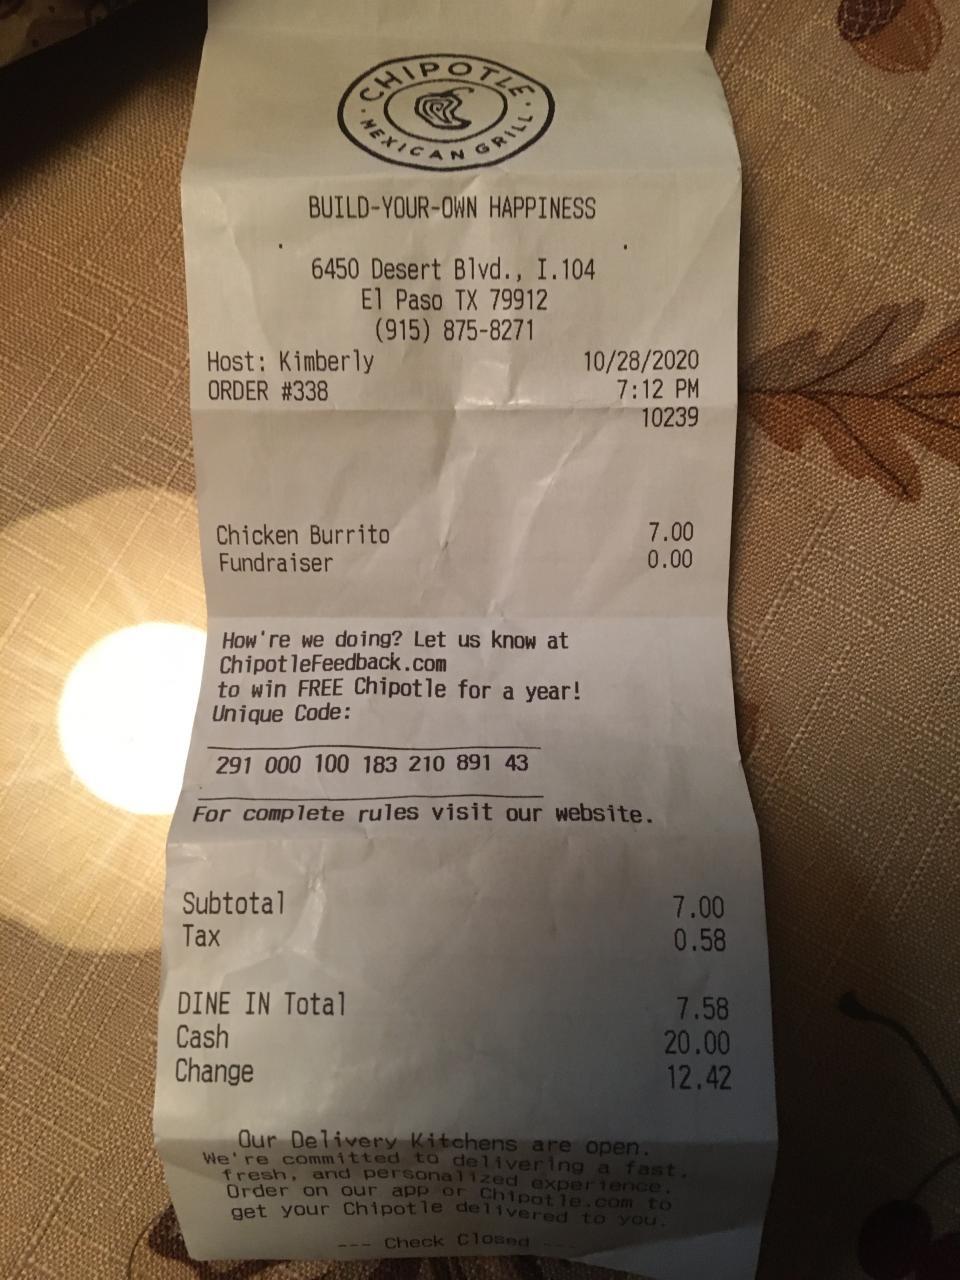 CHIPOTLE
MEXICAN GRILL
BUILD-YOUR-OWN HAPPINESS
6450 Desert Blvd., I.104
El Paso TX 79912
(915) 875-8271
Host: Kimberly 10/28/2020
ORDER #338 7:12 PM
10239
Chicken Burrito 7.00
Fundraiser 0.00
How're we doing? Let us know at
ChipotleFeedback.com
to win FREE Chipotle for a year!
Unique Code:
291 000 100 183 210 891 43
For complete rules visit our website.
Subtotal 7.00
Tax 0.58
DINE IN Total 7.58
Cash 20.00
Change 12.42
Our Delivery Kitchens are open.
We're committed to delivering a fast,
fresh, and personalized experience.
Order on our app or Chipotle.com to
get your Chipotle delivered to you.
--- Check Closed ---